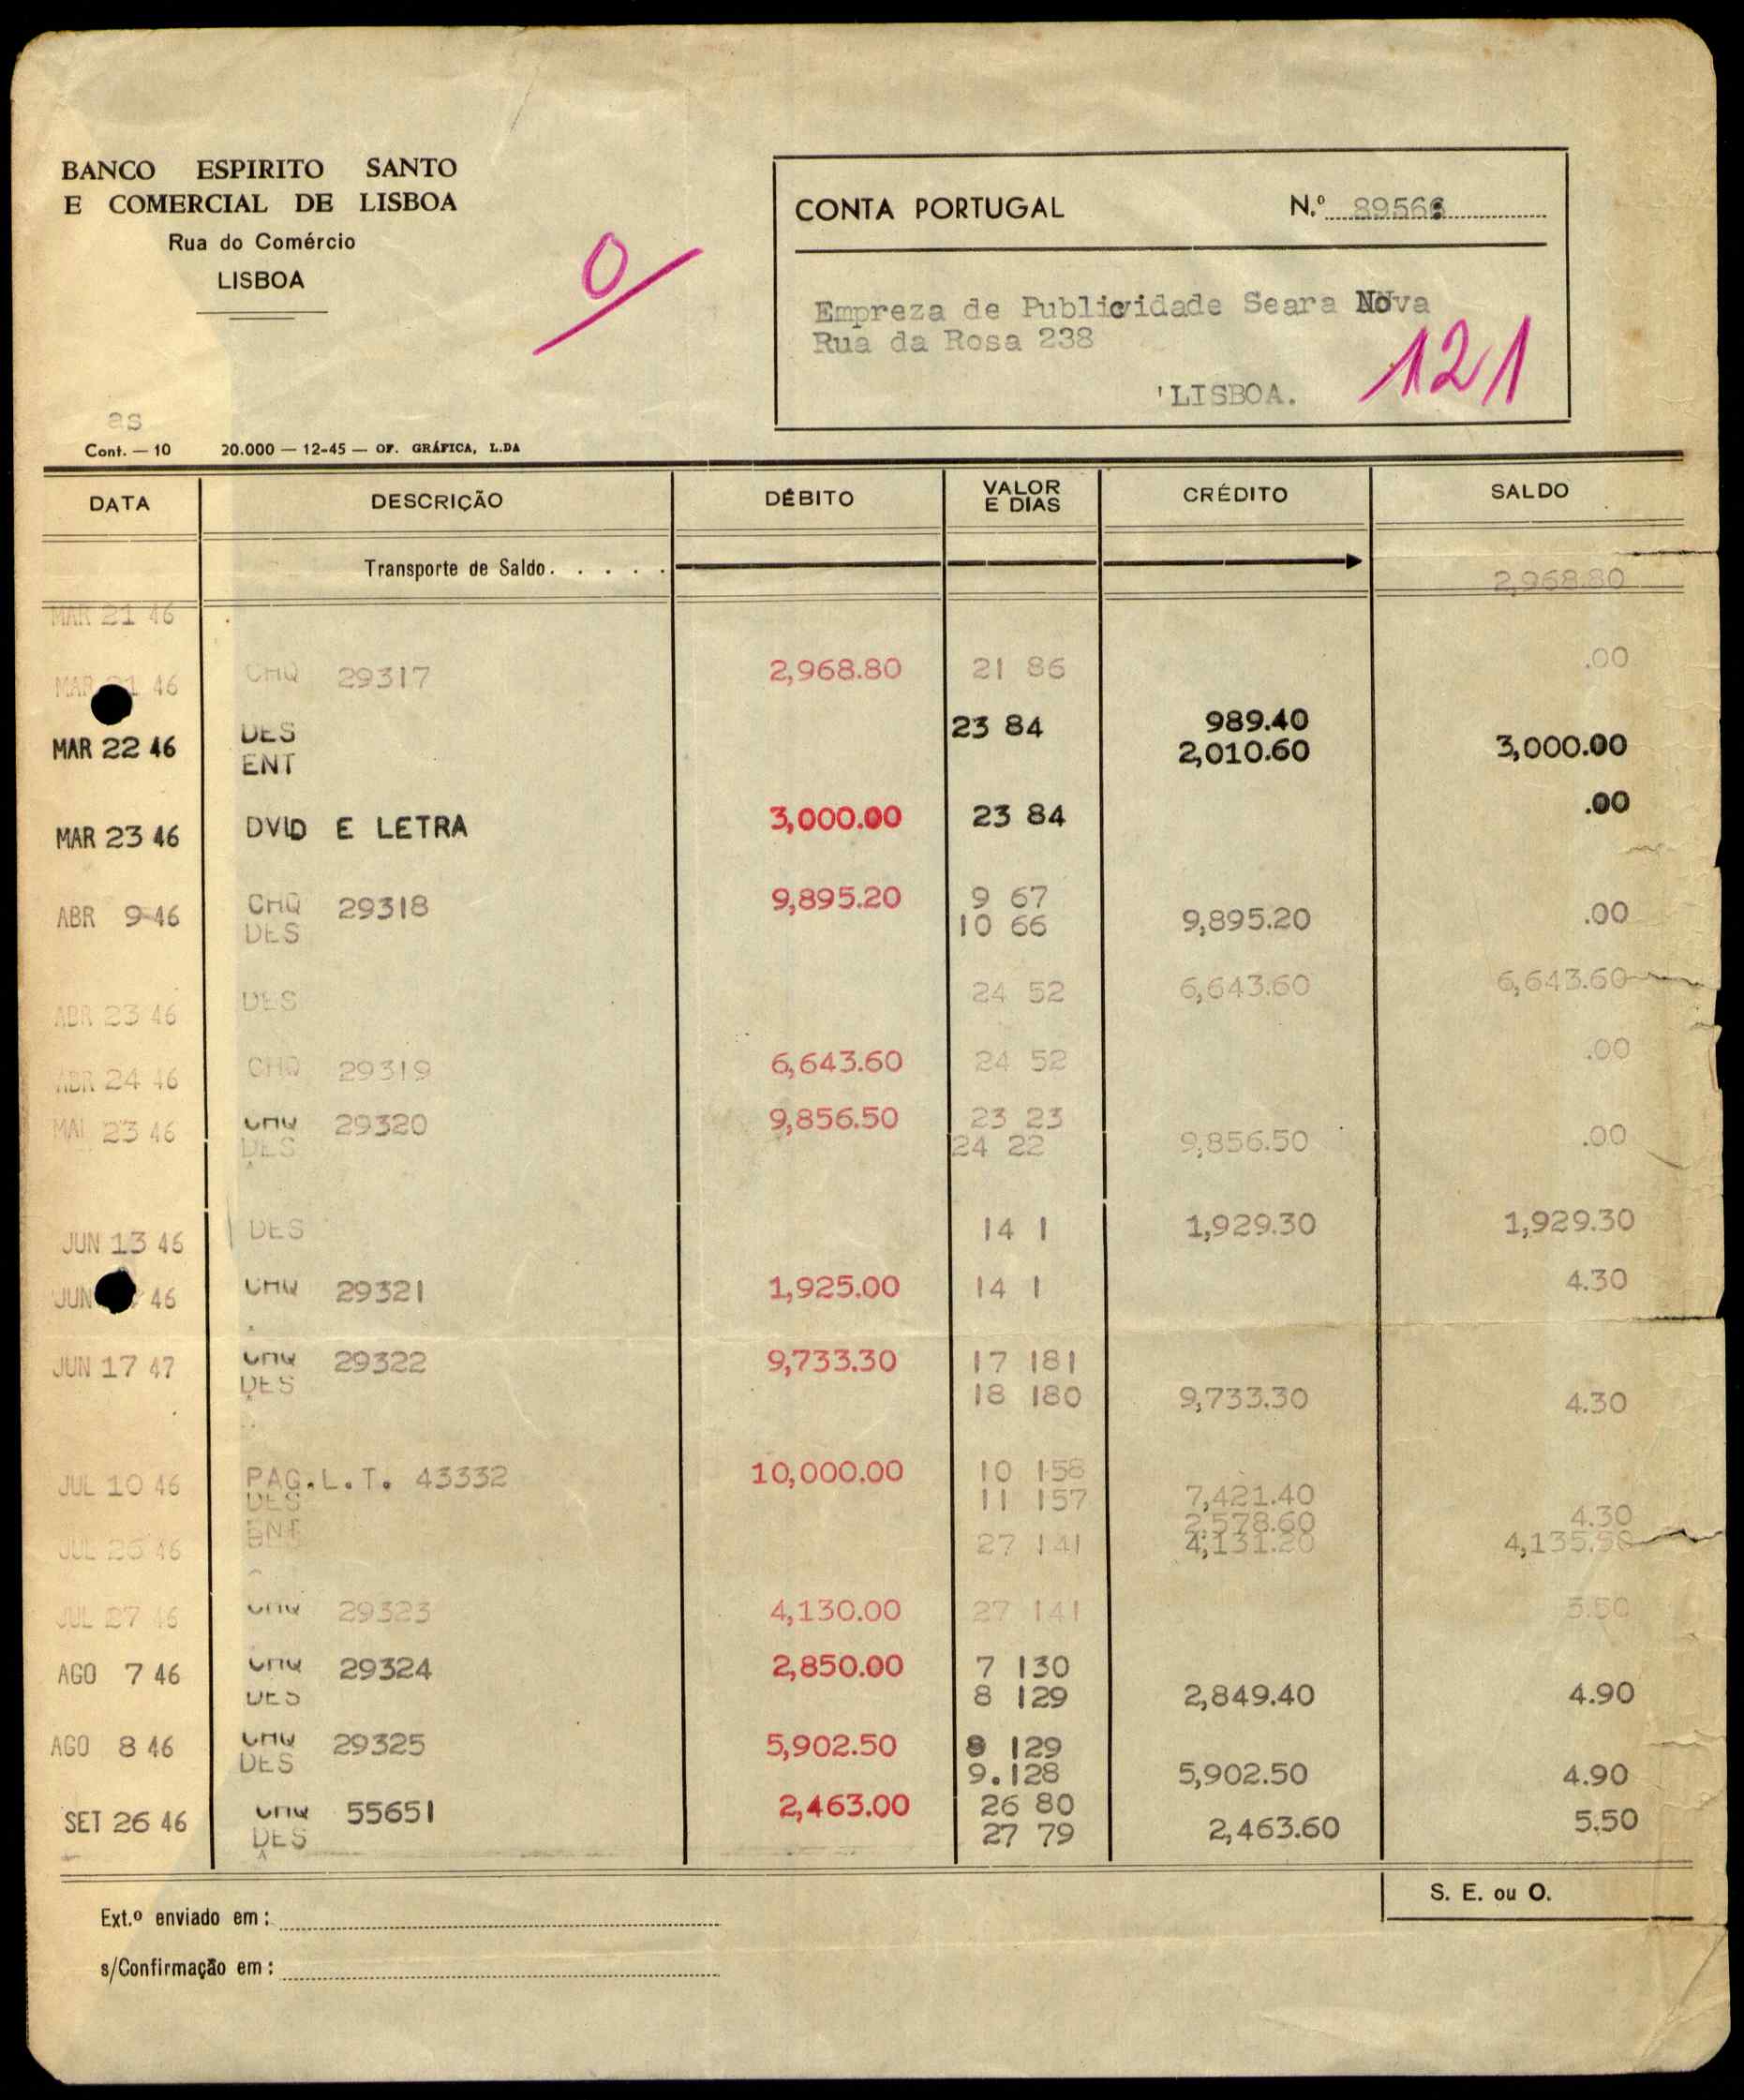 BANCO ESPIRITO SANTO
E COMERCIAL DE LISBOA
Rua do Comércio
LISBOA
0
CONTA PORTUGAL N.º 89566
Empreza de Publicidade Seara Nova
Rua da Rosa 238
'LISBOA.
121
as
Cont. — 10 20.000 — 12-45 — OF. GRÁFICA, L.DA
DATA DESCRIÇÃO DÉBITO VALOR E DIAS CRÉDITO SALDO
Transporte de Saldo. . . . . 2,968.80
MAR 21 46
MAR 21 46 CHQ 29317 2,968.80 21 86 .00
DES 23 84 989.40
MAR 22 46 ENT 2,010.60 3,000.00
MAR 23 46 DVID E LETRA 3,000.00 23 84 .00
ABR 9 46 CHQ 29318 9,895.20 9 67
DES 10 66 9,895.20 .00
ABR 23 46 DES 24 52 6,643.60 6,643.60
ABR 24 46 CHQ 29319 6,643.60 24 52 .00
MAI 23 46 CHQ 29320 9,856.50 23 23
DES 24 22 9,856.50 .00
JUN 13 46 DES 14 1 1,929.30 1,929.30
JUN 46 CHQ 29321 1,925.00 14 1 4.30
JUN 17 47 CHQ 29322 9,733.30 17 181
DES 18 180 9,733.30 4.30
JUL 10 46 PAG.L.T. 43332 10,000.00 10 158
DES 11 157 7,421.40
ENT 2,578.60 4.30
JUL 26 46 DES 27 141 4,131.20 4,135.50
JUL 27 46 CHQ 29323 4,130.00 27 141 5.50
AGO 7 46 CHQ 29324 2,850.00 7 130
DES 8 129 2,849.40 4.90
AGO 8 46 CHQ 29325 5,902.50 8 129
DES 9.128 5,902.50 4.90
SET 26 46 CHQ 55651 2,463.00 26 80
DES 27 79 2,463.60 5.50
S. E. ou O.
Ext.º enviado em:
s/Confirmação em: